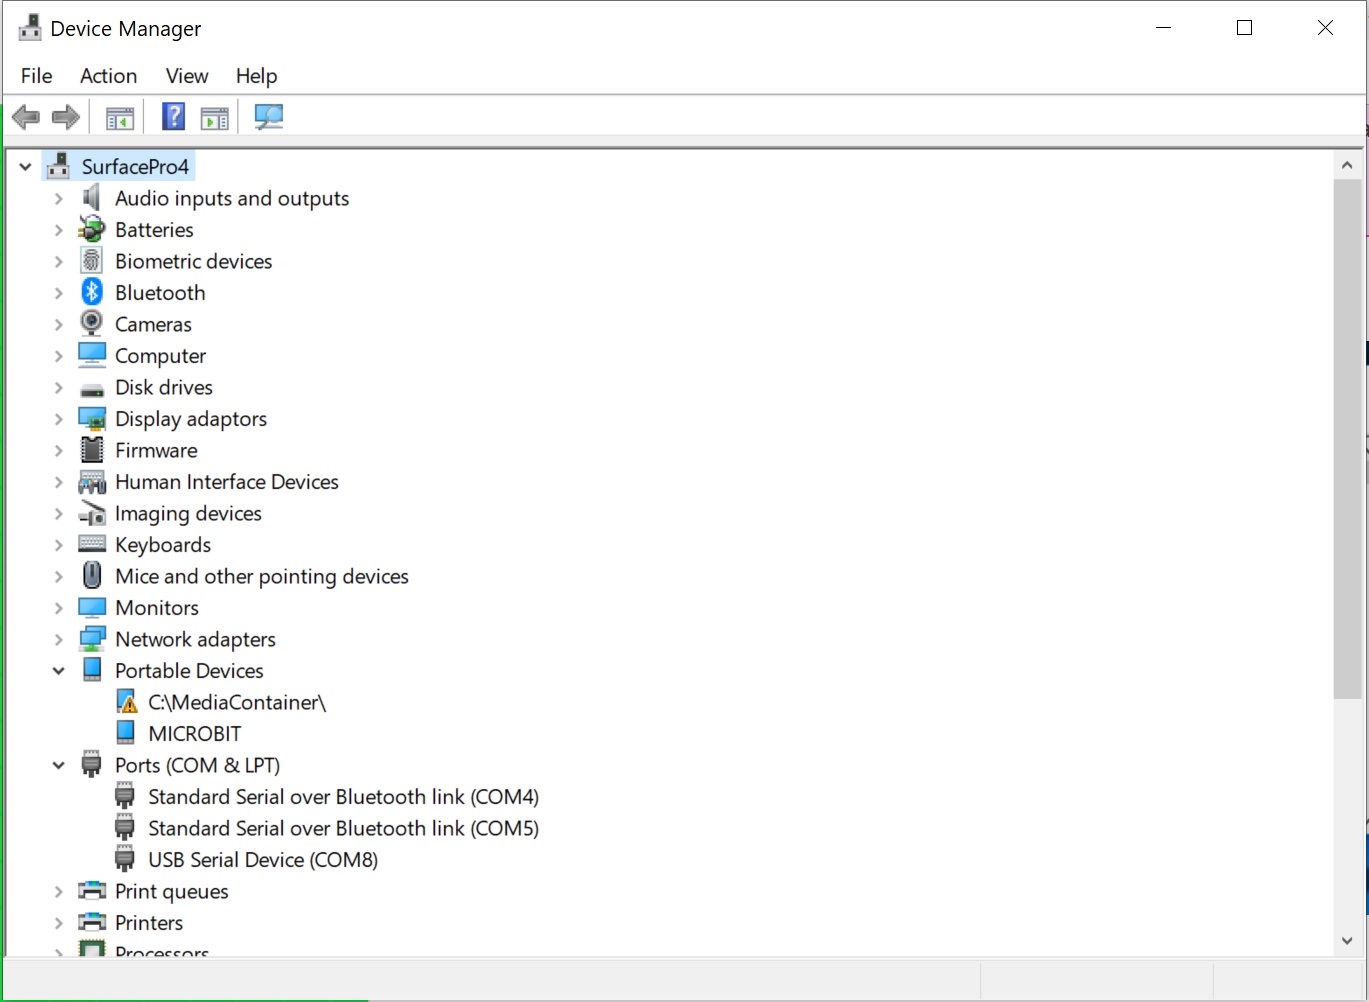 Device Manager
File Action View Help
SurfacePro4
Audio inputs and outputs
Batteries
Biometric devices
Bluetooth
Cameras
Computer
Disk drives
Display adaptors
Firmware
Human Interface Devices
Imaging devices
Keyboards
Mice and other pointing devices
Monitors
Network adapters
Portable Devices
C:\MediaContainer\
MICROBIT
Ports (COM & LPT)
Standard Serial over Bluetooth link (COM4)
Standard Serial over Bluetooth link (COM5)
USB Serial Device (COM8)
Print queues
Printers
Processors